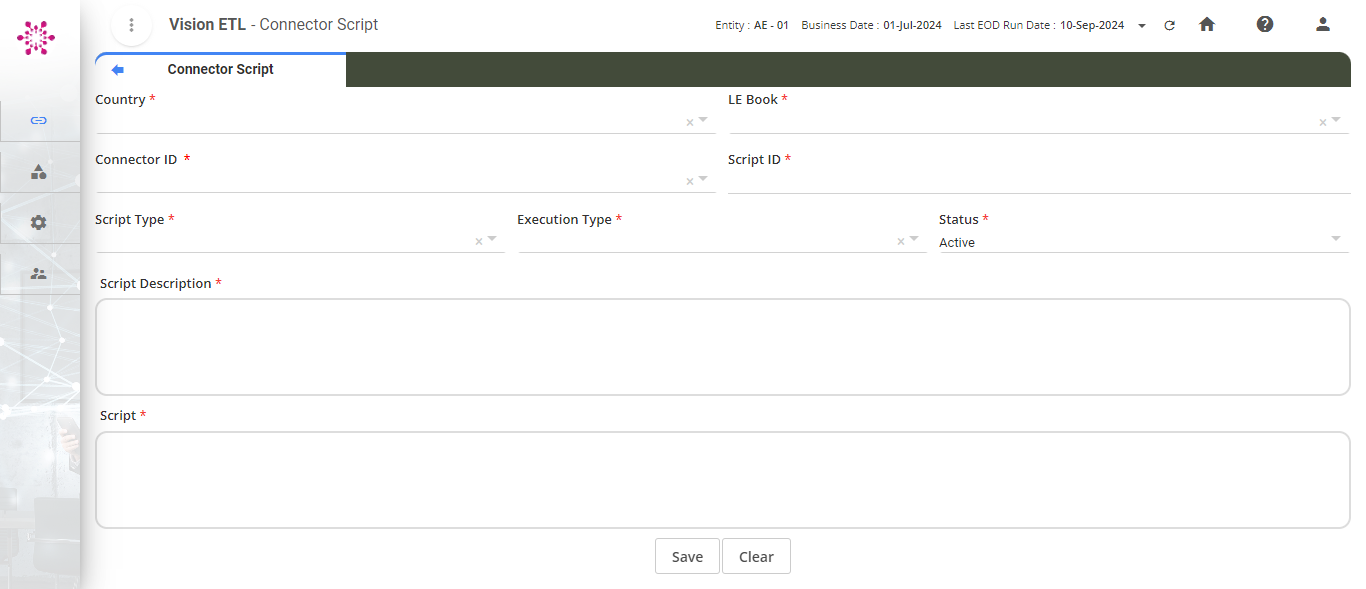 Vision ETL - Connector Script
Entity : AE - 01 Business Date : 01-Jul-2024 Last EOD Run Date : 10-Sep-2024
Connector Script
Country *
LE Book *
Connector ID *
Script ID *
Script Type *
Execution Type *
Status *
Active
Script Description *
Script *
Save
Clear